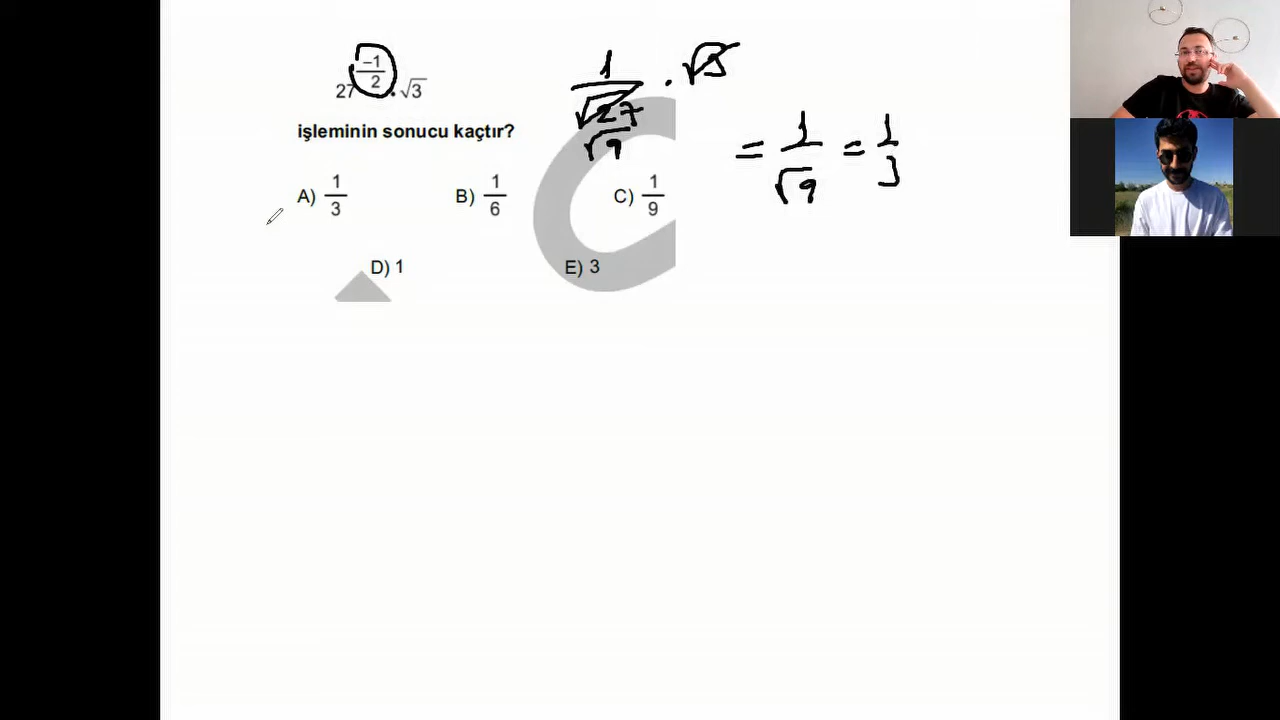 27^(-1/2) . √3
işleminin sonucu kaçtır?
A) 1/3 B) 1/6 C) 1/9
D) 1 E) 3
1/√27 . √3
√9
= 1/√9 = 1/3